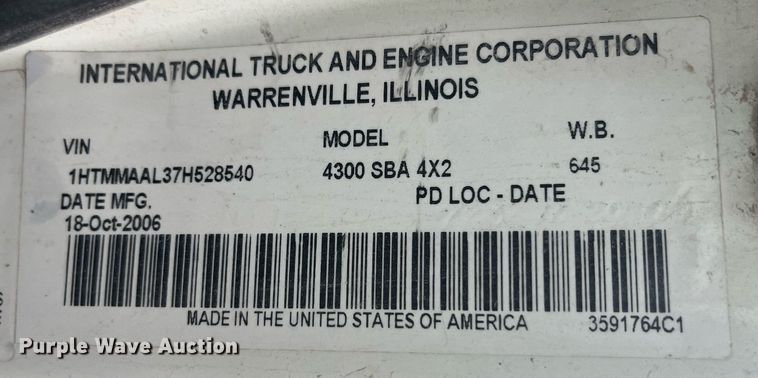 INTERNATIONAL TRUCK AND ENGINE CORPORATION
WARRENVILLE, ILLINOIS
VIN MODEL W.B.
1HTMMAAL37H528540 4300 SBA 4X2 645
DATE MFG. PD LOC - DATE
18-Oct-2006
MADE IN THE UNITED STATES OF AMERICA 3591764C1
Purple Wave Auction